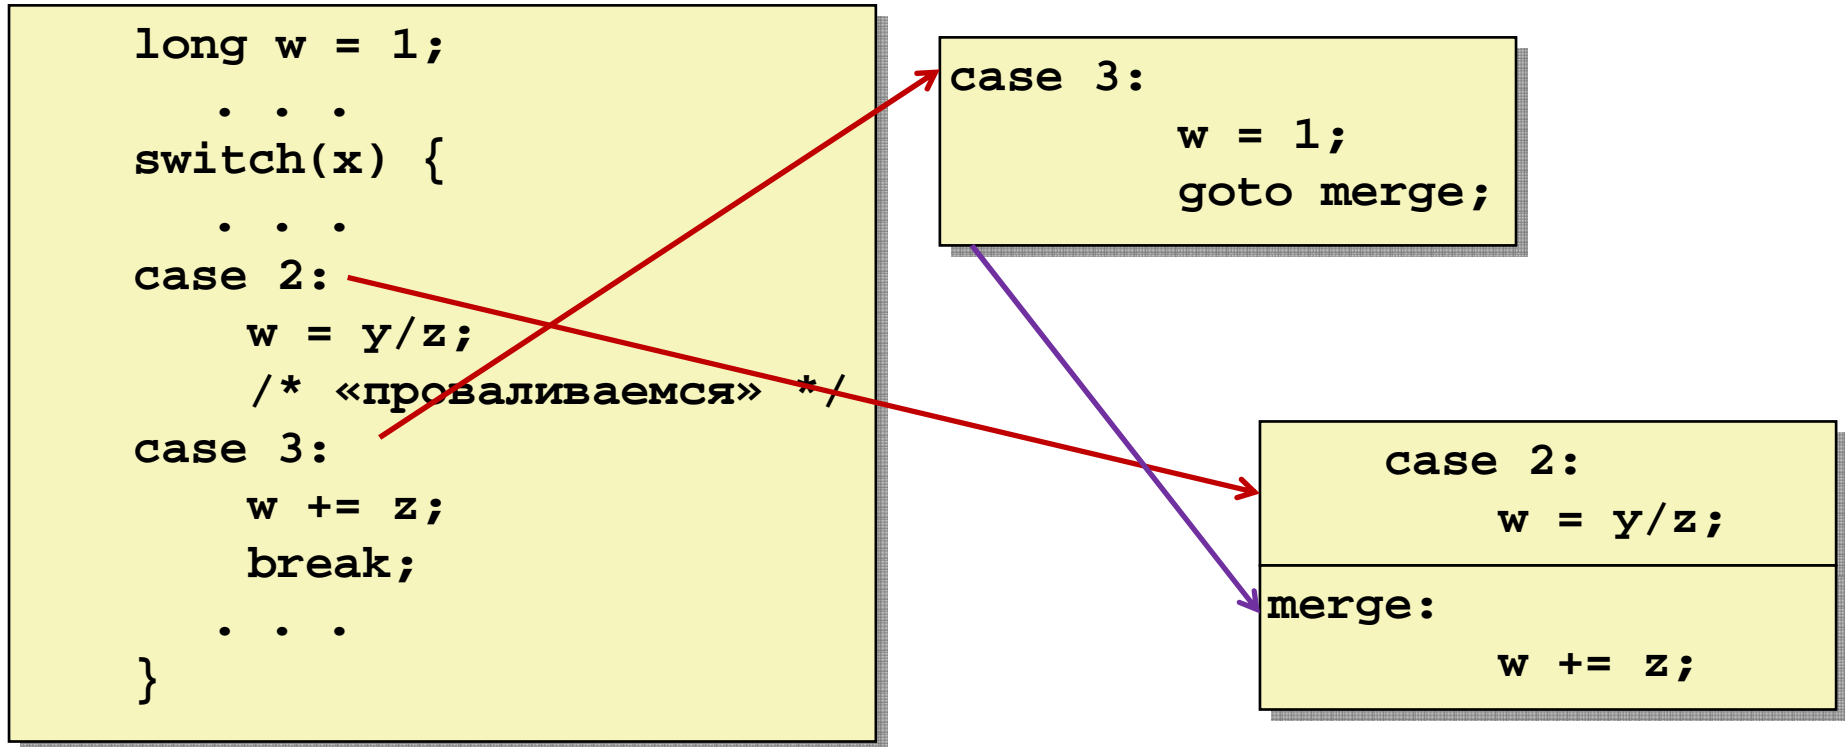 long w = 1;
. . .
switch(x) {
. . .
case 2:
w = y/z;
/* «проваливаемся» */
case 3:
w += z;
break;
. . .
}
case 3:
w = 1;
goto merge;
case 2:
w = y/z;
merge:
w += z;